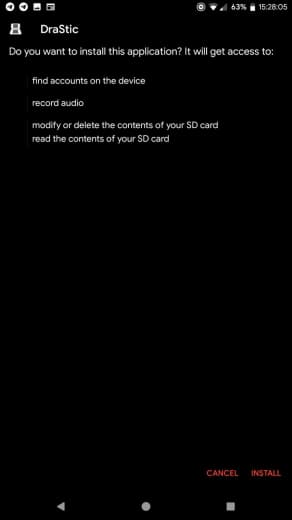 63% 15:28:05
DraStic
Do you want to install this application? It will get access to:
find accounts on the device
record audio
modify or delete the contents of your SD card
read the contents of your SD card
CANCEL INSTALL